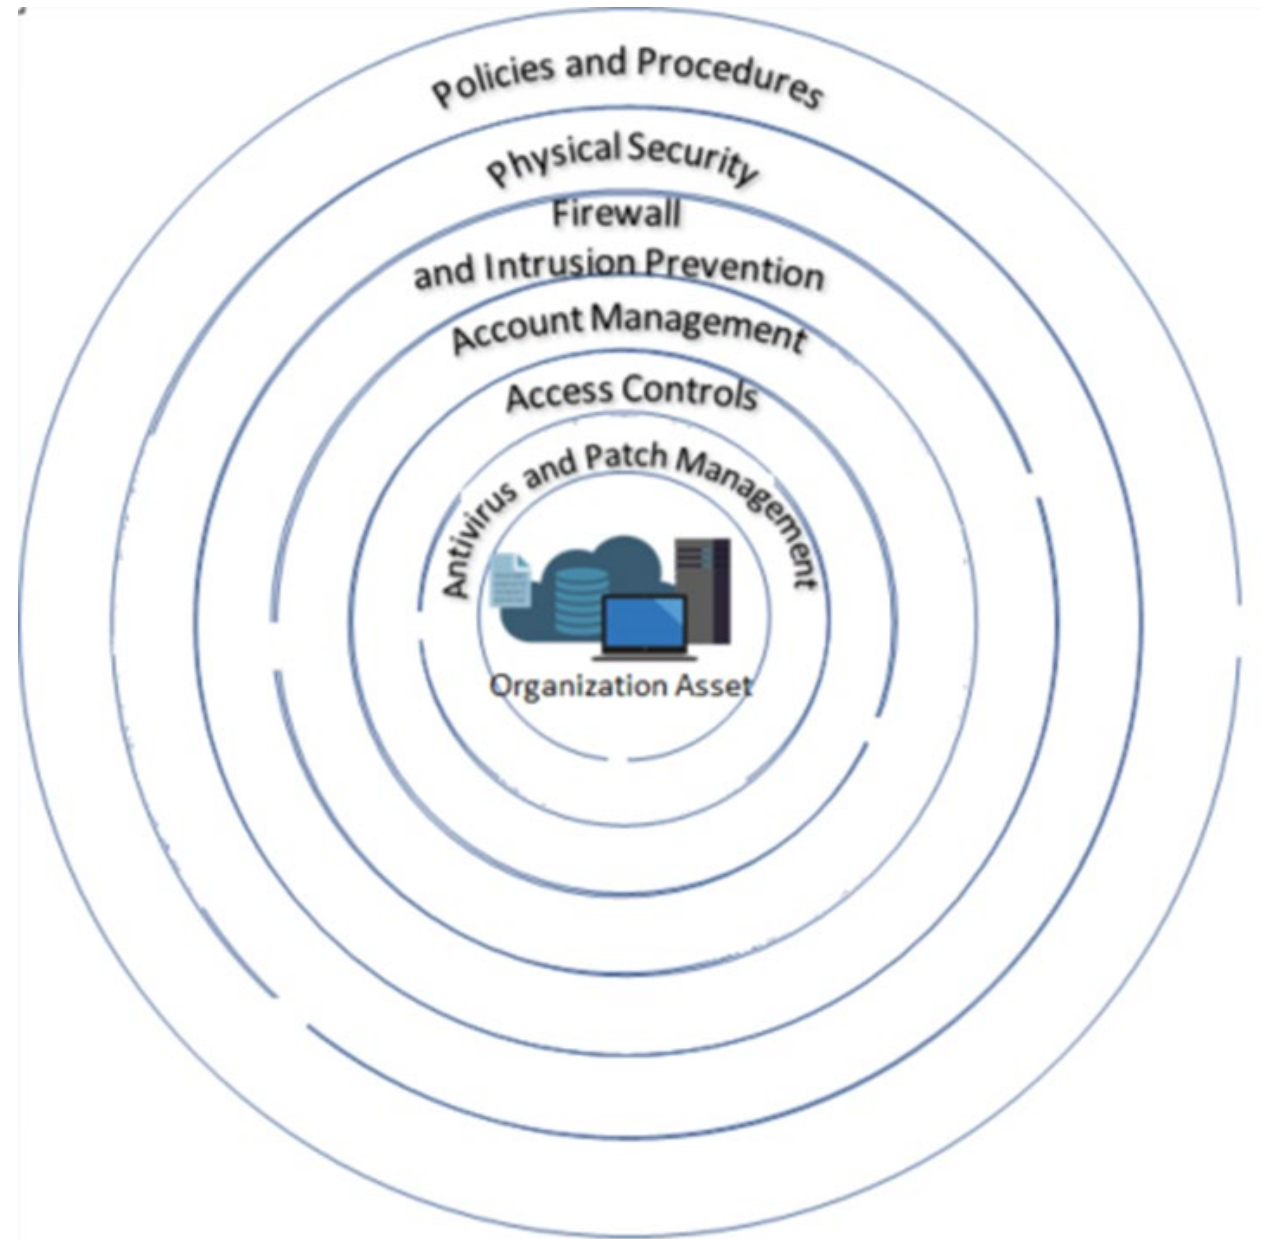 Policies and Procedures
Physical Security
Firewall
and Intrusion Prevention
Account Management
Access Controls
Antivirus and Patch Management
Organization Asset